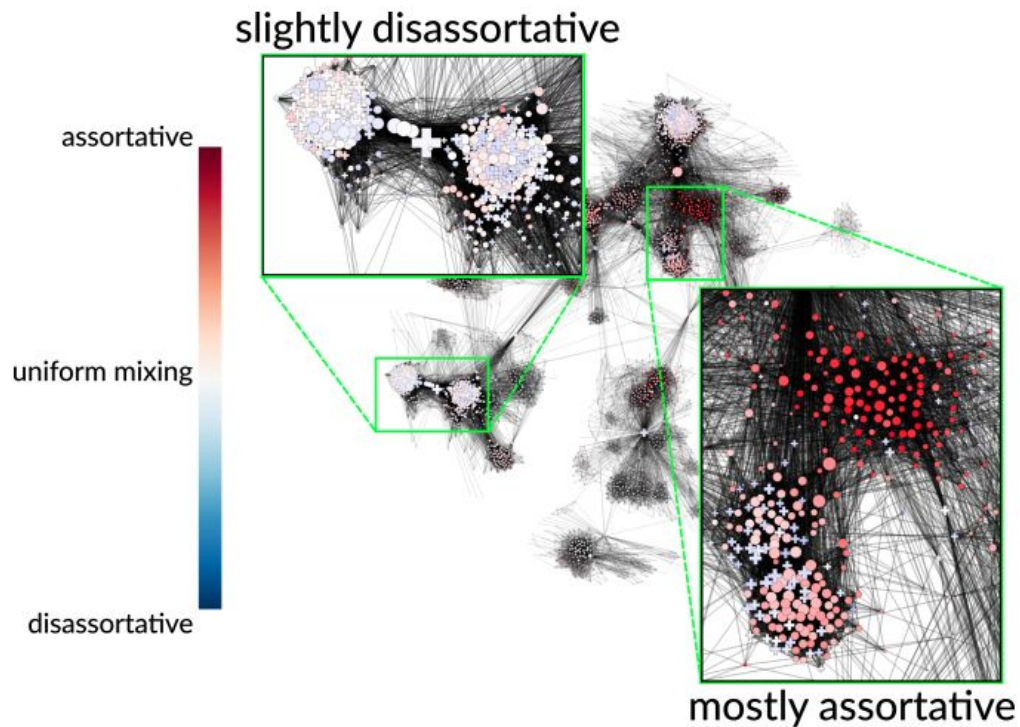 slightly disassortative
assortative
uniform mixing
disassortative
mostly assortative